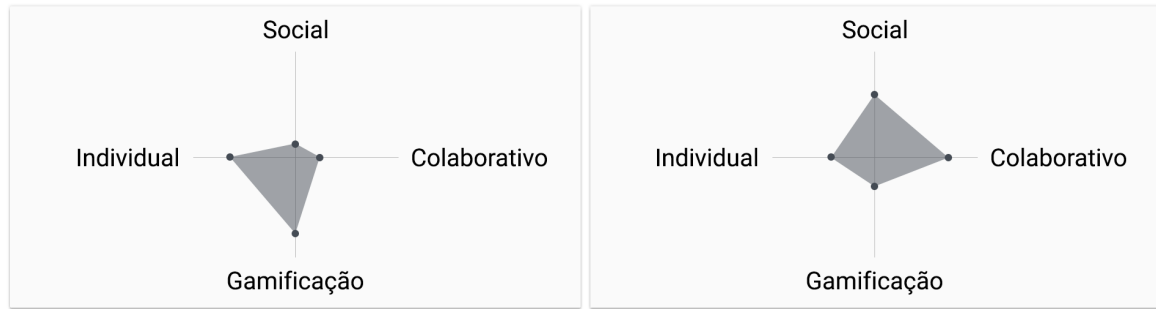 Social
Individual
Colaborativo
Gamificação
Social
Individual
Colaborativo
Gamificação